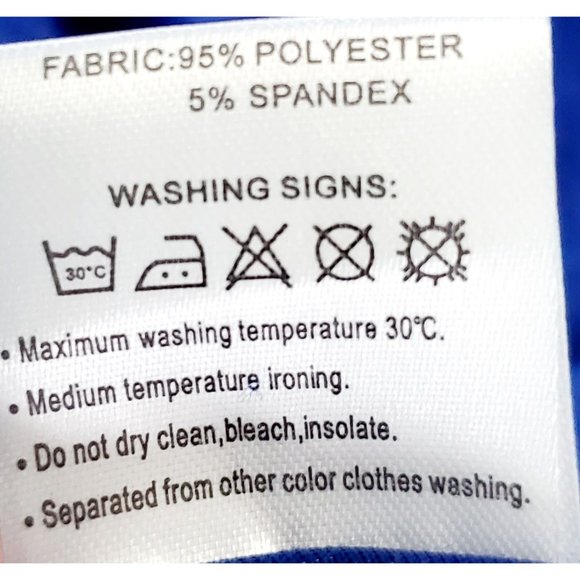 FABRIC:95% POLYESTER
5% SPANDEX
WASHING SIGNS:
30°C
• Maximum washing temperature 30℃.
• Medium temperature ironing.
• Do not dry clean,bleach,insolate.
• Separated from other color clothes washing.